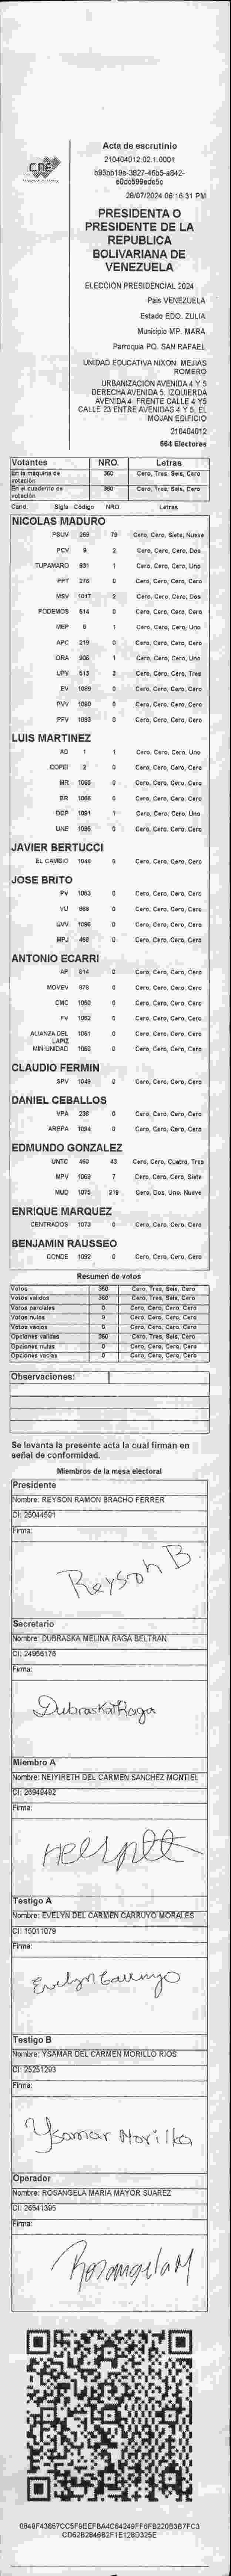 CNE
Acta de escrutinio
210404012.02.1.0001
b95bb19e-3827-46b5-a842-
e0dc599ede5c
28/07/2024 06:16:31 PM
PRESIDENTA O
PRESIDENTE DE LA
REPUBLICA
BOLIVARIANA DE
VENEZUELA
ELECCIÓN PRESIDENCIAL 2024
País VENEZUELA
Estado EDO. ZULIA
Municipio MP. MARA
Parroquia PQ. SAN RAFAEL
UNIDAD EDUCATIVA NIXON MEJIAS
ROMERO
URBANIZACION AVENIDA 4 Y 5
DERECHA AVENIDA 5. IZQUIERDA
AVENIDA 4 FRENTE CALLE 4 Y5
CALLE 23 ENTRE AVENIDAS 4 Y 5, EL
MOJAN EDIFICIO
210404012
664 Electores
Votantes NRO. Letras
En la máquina de votación 360 Cero, Tres, Seis, Cero
En el cuaderno de votación 360 Cero, Tres, Seis, Cero
Cand. Sigla Código NRO. Letras
NICOLAS MADURO
PSUV 269 79 Cero, Cero, Siete, Nueve
PCV 9 2 Cero, Cero, Cero, Dos
TUPAMARO 931 1 Cero, Cero, Cero, Uno
PPT 276 0 Cero, Cero, Cero, Cero
MSV 1017 2 Cero, Cero, Cero, Dos
PODEMOS 514 0 Cero, Cero, Cero, Cero
MEP 6 1 Cero, Cero, Cero, Uno
APC 219 0 Cero, Cero, Cero, Cero
ORA 906 1 Cero, Cero, Cero, Uno
UPV 513 3 Cero, Cero, Cero, Tres
EV 1089 0 Cero, Cero, Cero, Cero
PVV 1090 0 Cero, Cero, Cero, Cero
PFV 1093 0 Cero, Cero, Cero, Cero
LUIS MARTINEZ
AD 1 1 Cero, Cero, Cero, Uno
COPEI 2 0 Cero, Cero, Cero, Cero
MR 1065 0 Cero, Cero, Cero, Cero
BR 1066 0 Cero, Cero, Cero, Cero
DDP 1091 1 Cero, Cero, Cero, Uno
UNE 1095 0 Cero, Cero, Cero, Cero
JAVIER BERTUCCI
EL CAMBIO 1048 0 Cero, Cero, Cero, Cero
JOSE BRITO
PV 1053 0 Cero, Cero, Cero, Cero
VU 968 0 Cero, Cero, Cero, Cero
UVV 1096 0 Cero, Cero, Cero, Cero
MPJ 468 0 Cero, Cero, Cero, Cero
ANTONIO ECARRI
AP 814 0 Cero, Cero, Cero, Cero
MOVEV 978 0 Cero, Cero, Cero, Cero
CMC 1050 0 Cero, Cero, Cero, Cero
FV 1062 0 Cero, Cero, Cero, Cero
ALIANZA DEL LAPIZ 1051 0 Cero, Cero, Cero, Cero
MIN UNIDAD 1068 0 Cero, Cero, Cero, Cero
CLAUDIO FERMIN
SPV 1049 0 Cero, Cero, Cero, Cero
DANIEL CEBALLOS
VPA 238 0 Cero, Cero, Cero, Cero
AREPA 1094 0 Cero, Cero, Cero, Cero
EDMUNDO GONZALEZ
UNTC 460 43 Cero, Cero, Cuatro, Tres
MPV 1069 7 Cero, Cero, Cero, Siete
MUD 1075 219 Cero, Dos, Uno, Nueve
ENRIQUE MARQUEZ
CENTRADOS 1073 0 Cero, Cero, Cero, Cero
BENJAMIN RAUSSEO
CONDE 1092 0 Cero, Cero, Cero, Cero
Resumen de votos
Votos 360 Cero, Tres, Seis, Cero
Votos validos 360 Cero, Tres, Seis, Cero
Votos parciales 0 Cero, Cero, Cero, Cero
Votos nulos 0 Cero, Cero, Cero, Cero
Votos vacios 0 Cero, Cero, Cero, Cero
Opciones validas 360 Cero, Tres, Seis, Cero
Opciones nulas 0 Cero, Cero, Cero, Cero
Opciones vacias 0 Cero, Cero, Cero, Cero
Observaciones:
Se levanta la presente acta la cual firman en
señal de conformidad.
Miembros de la mesa electoral
Presidente
Nombre: REYSON RAMON BRACHO FERRER
CI: 25044591
Firma:
Reyson B
Secretario
Nombre: DUBRASKA MELINA RAGA BELTRAN
CI: 24956176
Firma:
Dubraska Raga
Miembro A
Nombre: NEIYIRETH DEL CARMEN SANCHEZ MONTIEL
CI: 26949492
Firma:
Testigo A
Nombre: EVELYN DEL CARMEN CARRUYO MORALES
CI: 15011079
Firma:
Evelyn Carruyo
Testigo B
Nombre: YSAMAR DEL CARMEN MORILLO RIOS
CI: 25251293
Firma:
Ysamar Morillo
Operador
Nombre: ROSANGELA MARIA MAYOR SUAREZ
CI: 26541395
Firma:
Rosangela M
0849F43857CC5F9EEFBA4C64249FF6FB220B3B7FC3
CD62B2846B2F1E128D325E